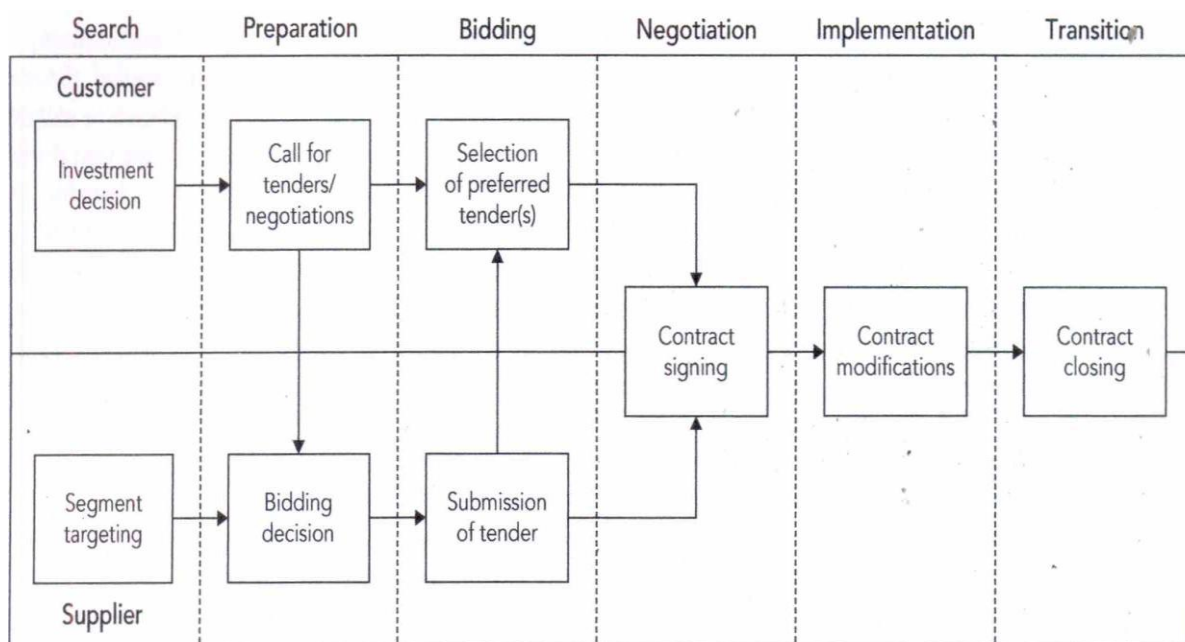 Search Preparation Bidding Negotiation Implementation Transition
Customer
Investment
decision
Call for
tenders/
negotiations
Selection
of preferred
tender(s)
Contract
signing
Contract
modifications
Contract
closing
Segment
targeting
Bidding
decision
Submission
of tender
Supplier